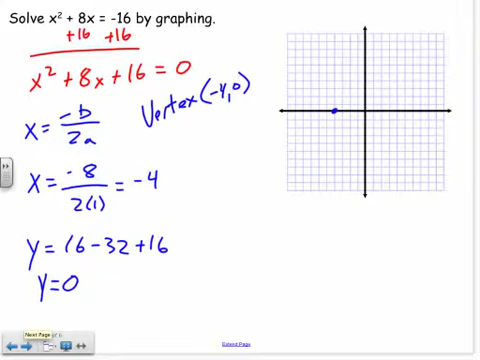 Solve x² + 8x = -16 by graphing.
+16 +16
x² + 8x + 16 = 0
Vertex (-4, 0)
x = -b/2a
x = -8/2(1) = -4
y = 16 - 32 + 16
y = 0
Next Page
Extend Page